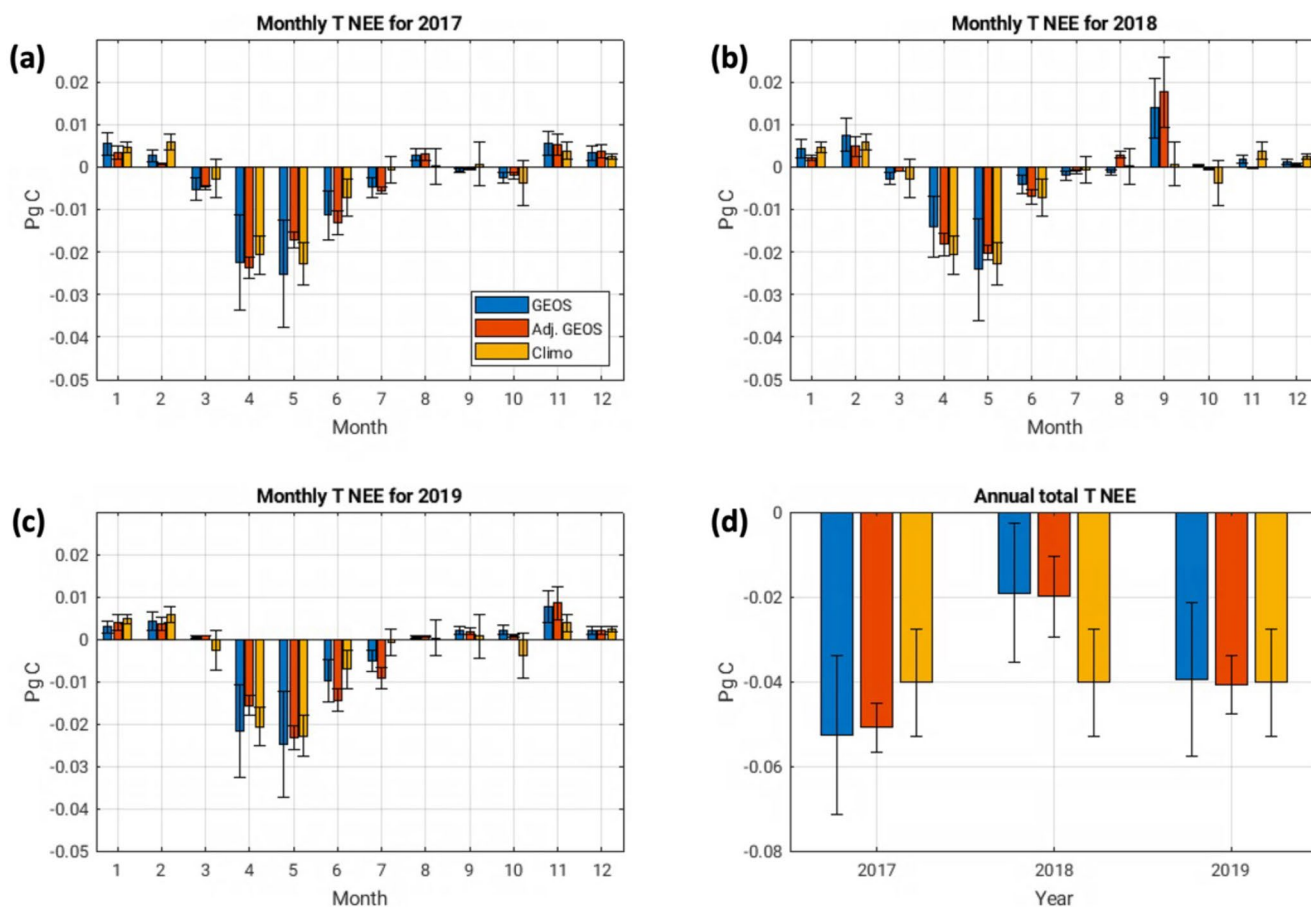 Monthly T NEE for 2017
(a)
0.02
0.01
0
-0.01
-0.02
-0.03
-0.04
-0.05
Pg C
GEOS
Adj. GEOS
Climo
1 2 3 4 5 6 7 8 9 10 11 12
Month
Monthly T NEE for 2018
(b)
0.02
0.01
0
-0.01
-0.02
-0.03
-0.04
-0.05
Pg C
1 2 3 4 5 6 7 8 9 10 11 12
Month
Monthly T NEE for 2019
(c)
0.02
0.01
0
-0.01
-0.02
-0.03
-0.04
-0.05
Pg C
1 2 3 4 5 6 7 8 9 10 11 12
Month
Annual total T NEE
(d)
0
-0.02
-0.04
-0.06
-0.08
Pg C
2017 2018 2019
Year